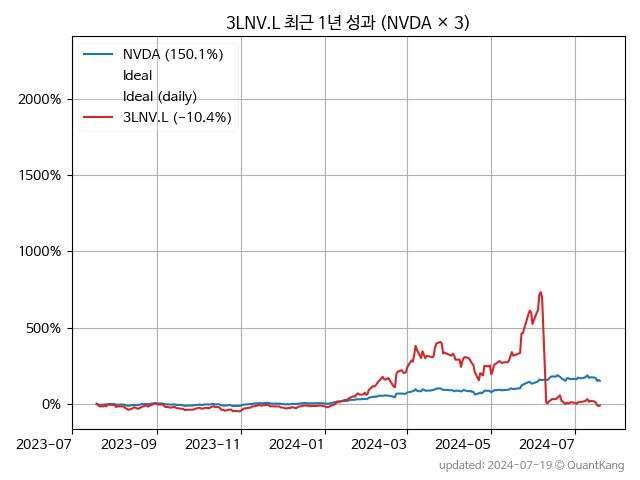 3LNV.L 최근 1년 성과 (NVDA × 3)
NVDA (150.1%)
Ideal
Ideal (daily)
3LNV.L (−10.4%)
2000%
1500%
1000%
500%
0%
2023-07 2023-09 2023-11 2024-01 2024-03 2024-05 2024-07
updated: 2024-07-19 © QuantKang